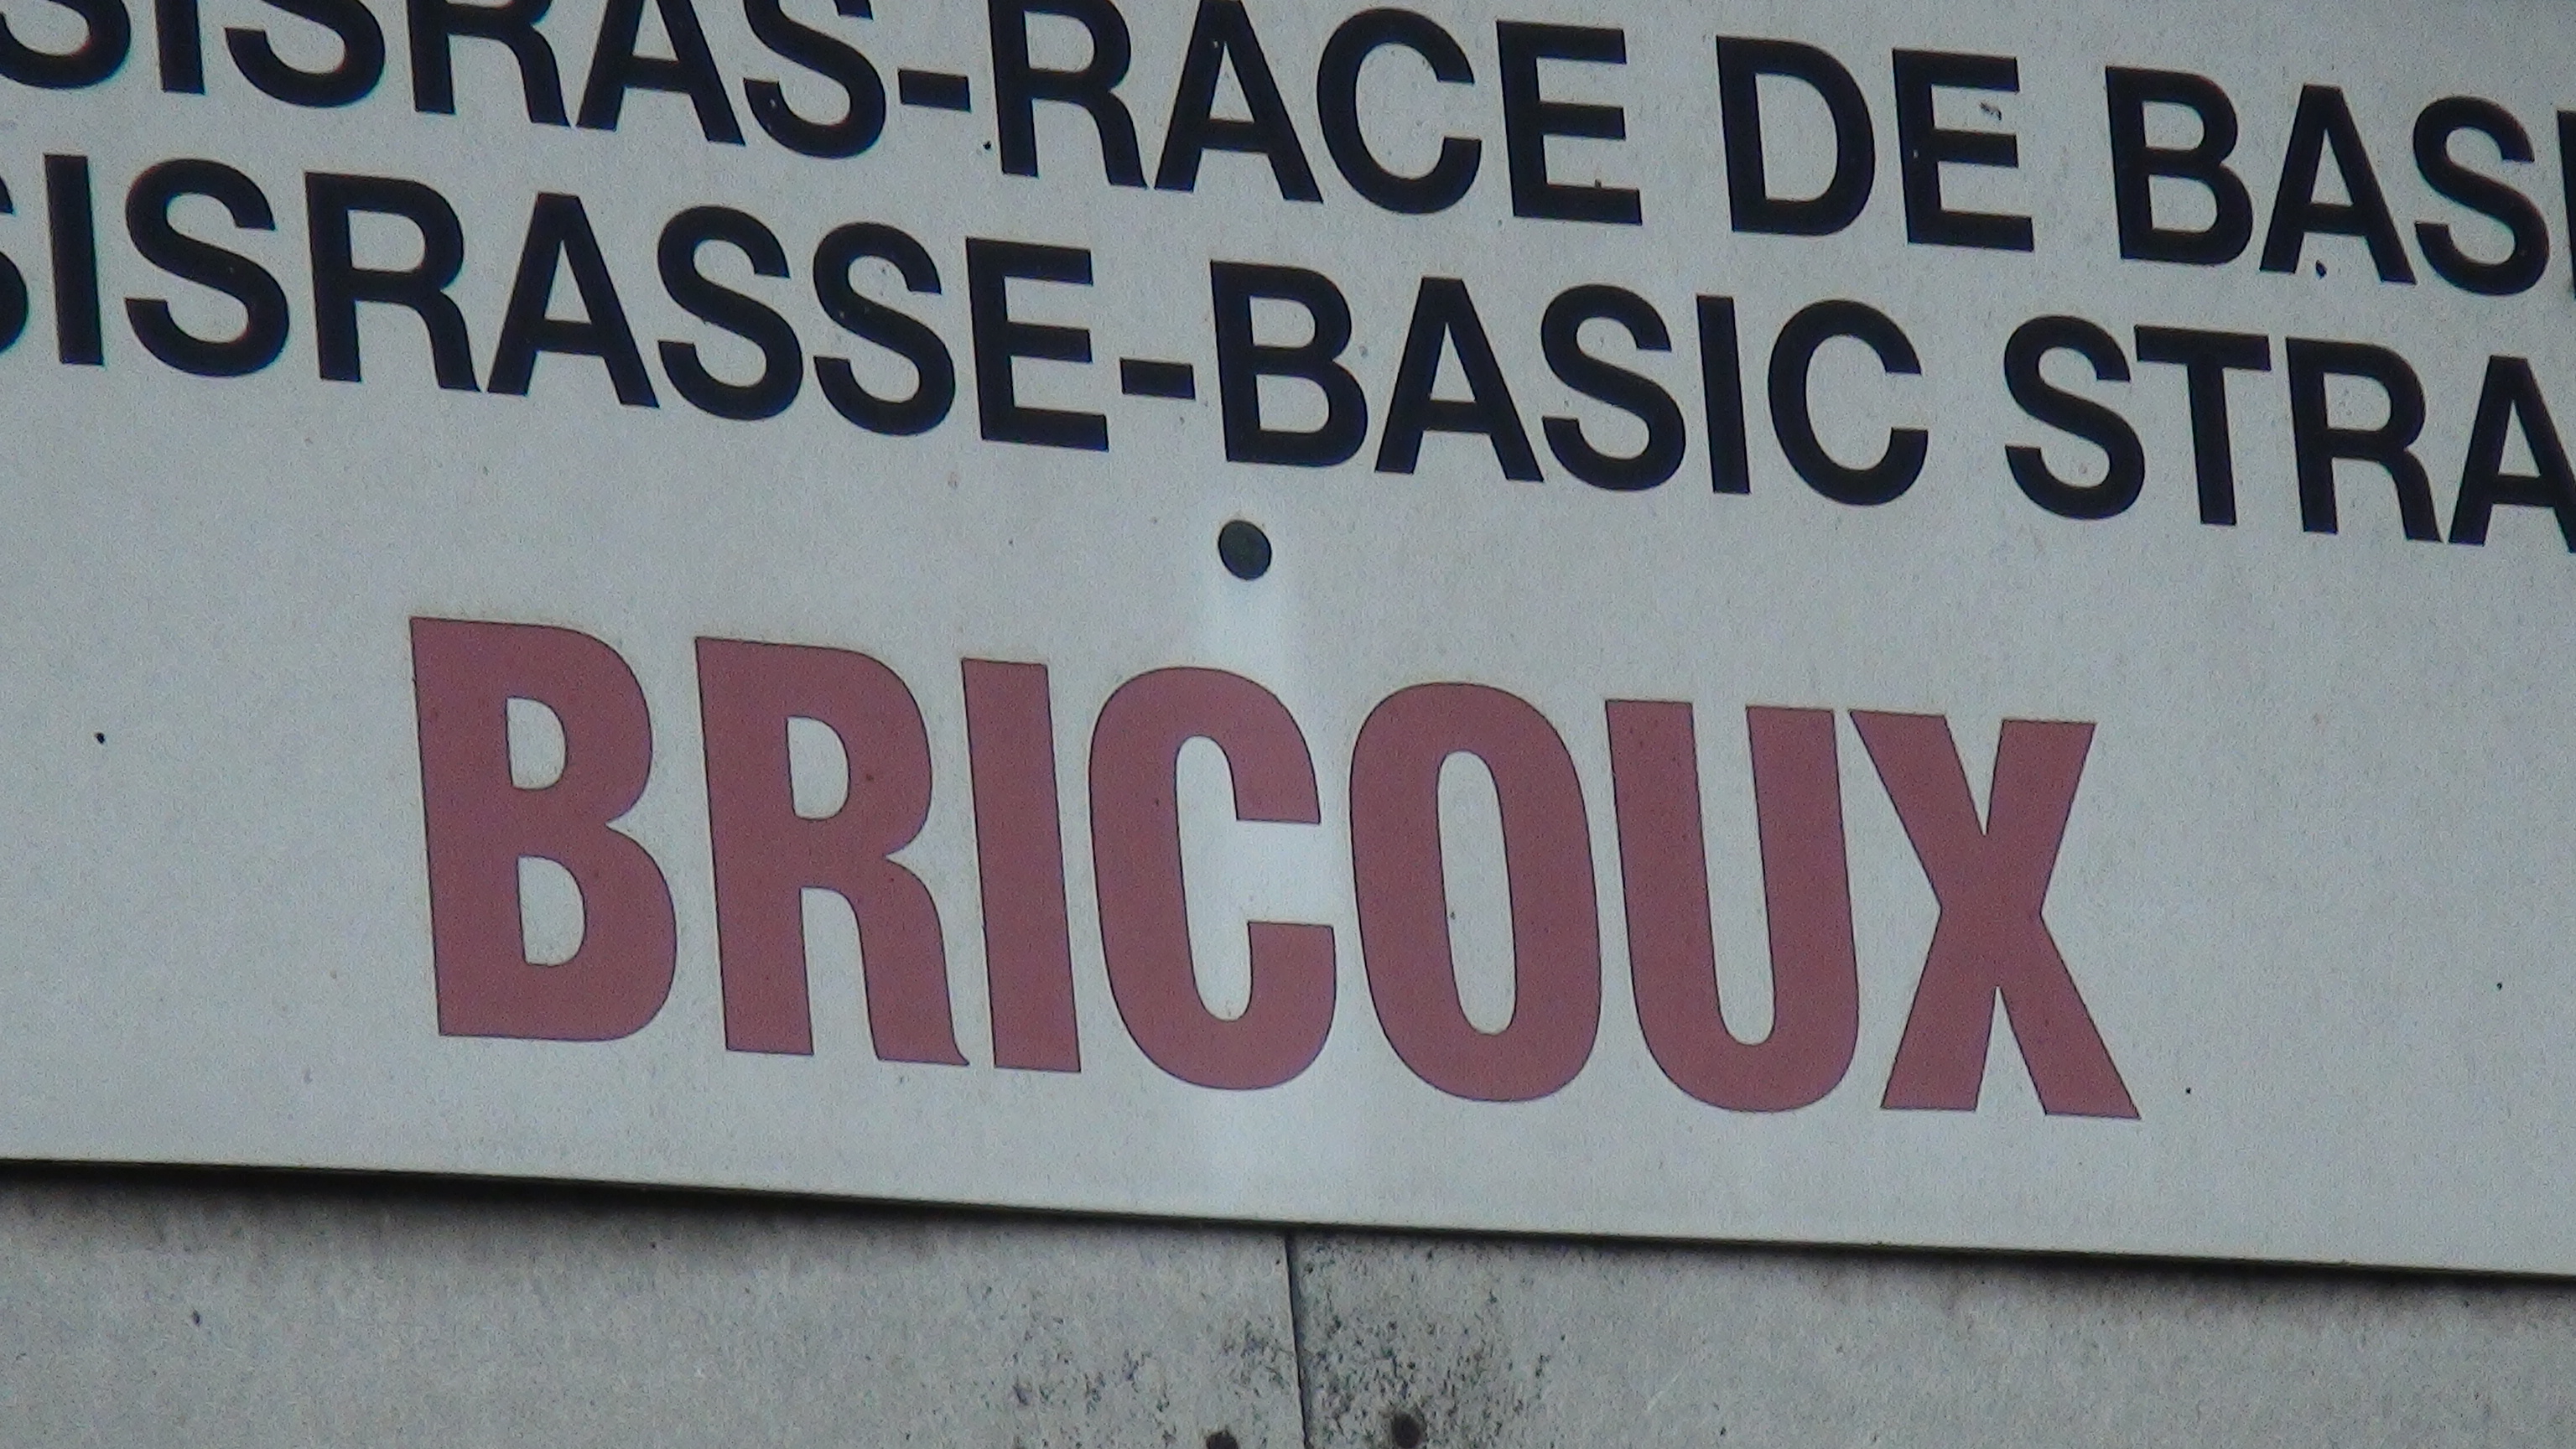 SISRAS-RACE DE BAS
SISRASSE-BASIC STRA
BRICOUX